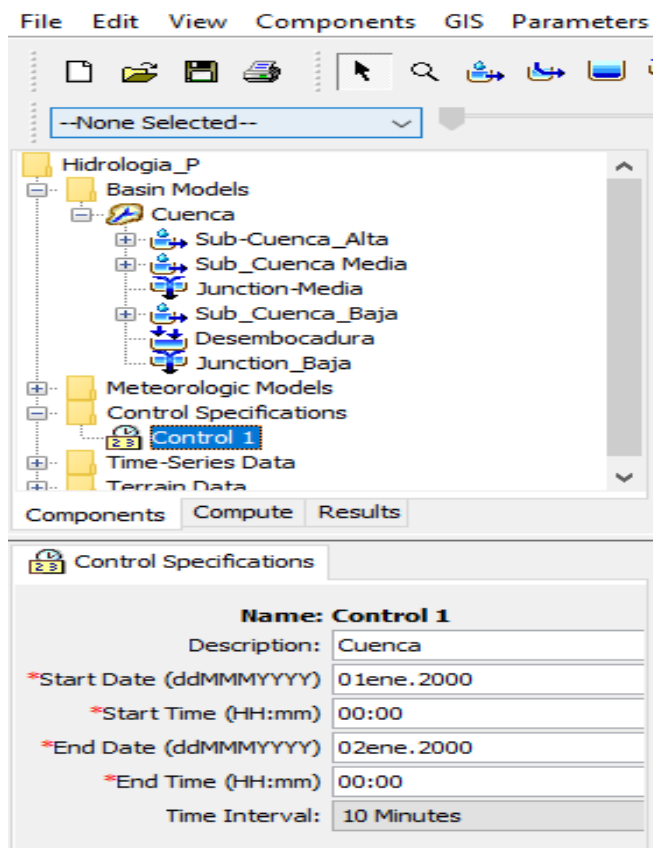 File Edit View Components GIS Parameters
--None Selected--
Hidrologia_P
Basin Models
Cuenca
Sub-Cuenca_Alta
Sub_Cuenca Media
Junction-Media
Sub_Cuenca_Baja
Desembocadura
Junction_Baja
Meteorologic Models
Control Specifications
Control 1
Time-Series Data
Terrain Data
Components Compute Results
Control Specifications
Name: Control 1
Description: Cuenca
*Start Date (ddMMMYYYY) 01ene.2000
*Start Time (HH:mm) 00:00
*End Date (ddMMMYYYY) 02ene.2000
*End Time (HH:mm) 00:00
Time Interval: 10 Minutes